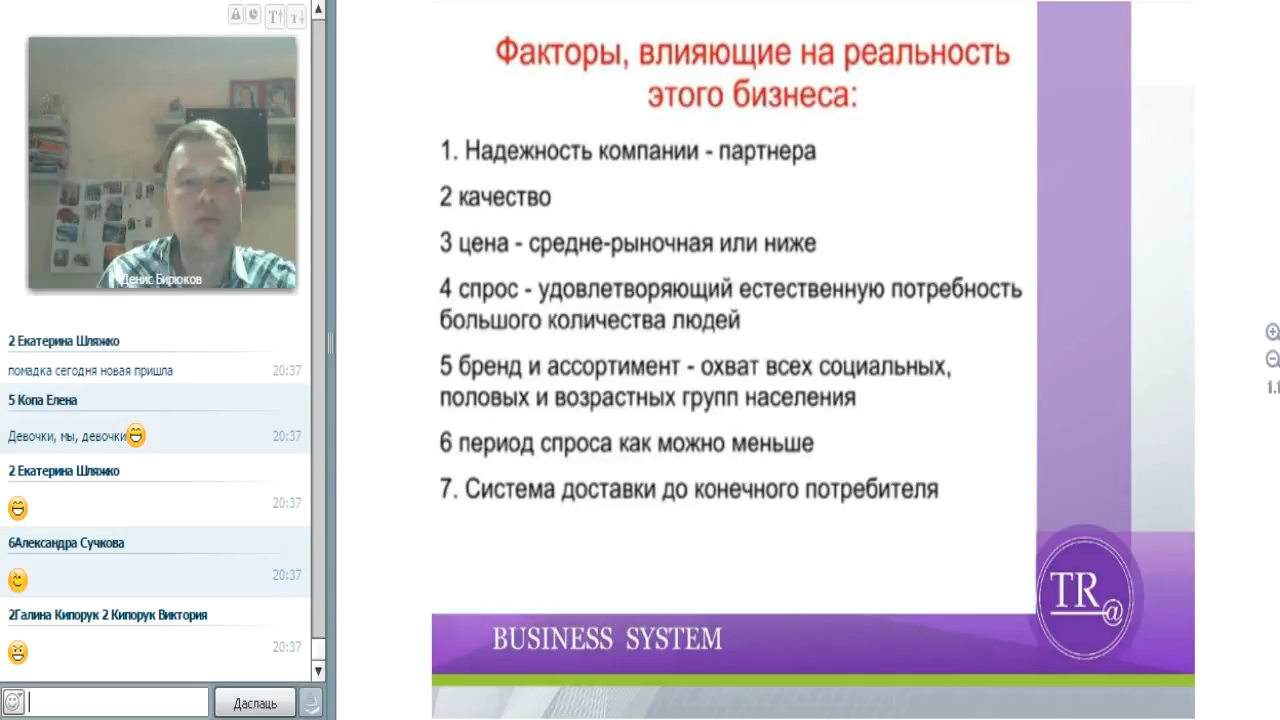 Денис Бирюков
2 Екатерина Шляжко
помадка сегодня новая пришла 20:37
5 Копа Елена
Девочки, мы, девочки 20:37
2 Екатерина Шляжко
20:37
6Александра Сучкова
20:37
2Галина Кипорук 2 Кипорук Виктория
20:37
Даслаць
Факторы, влияющие на реальность
этого бизнеса:
1. Надежность компании - партнера
2 качество
3 цена - средне-рыночная или ниже
4 спрос - удовлетворяющий естественную потребность
большого количества людей
5 бренд и ассортимент - охват всех социальных,
половых и возрастных групп населения
6 период спроса как можно меньше
7. Система доставки до конечного потребителя
TR@
BUSINESS SYSTEM